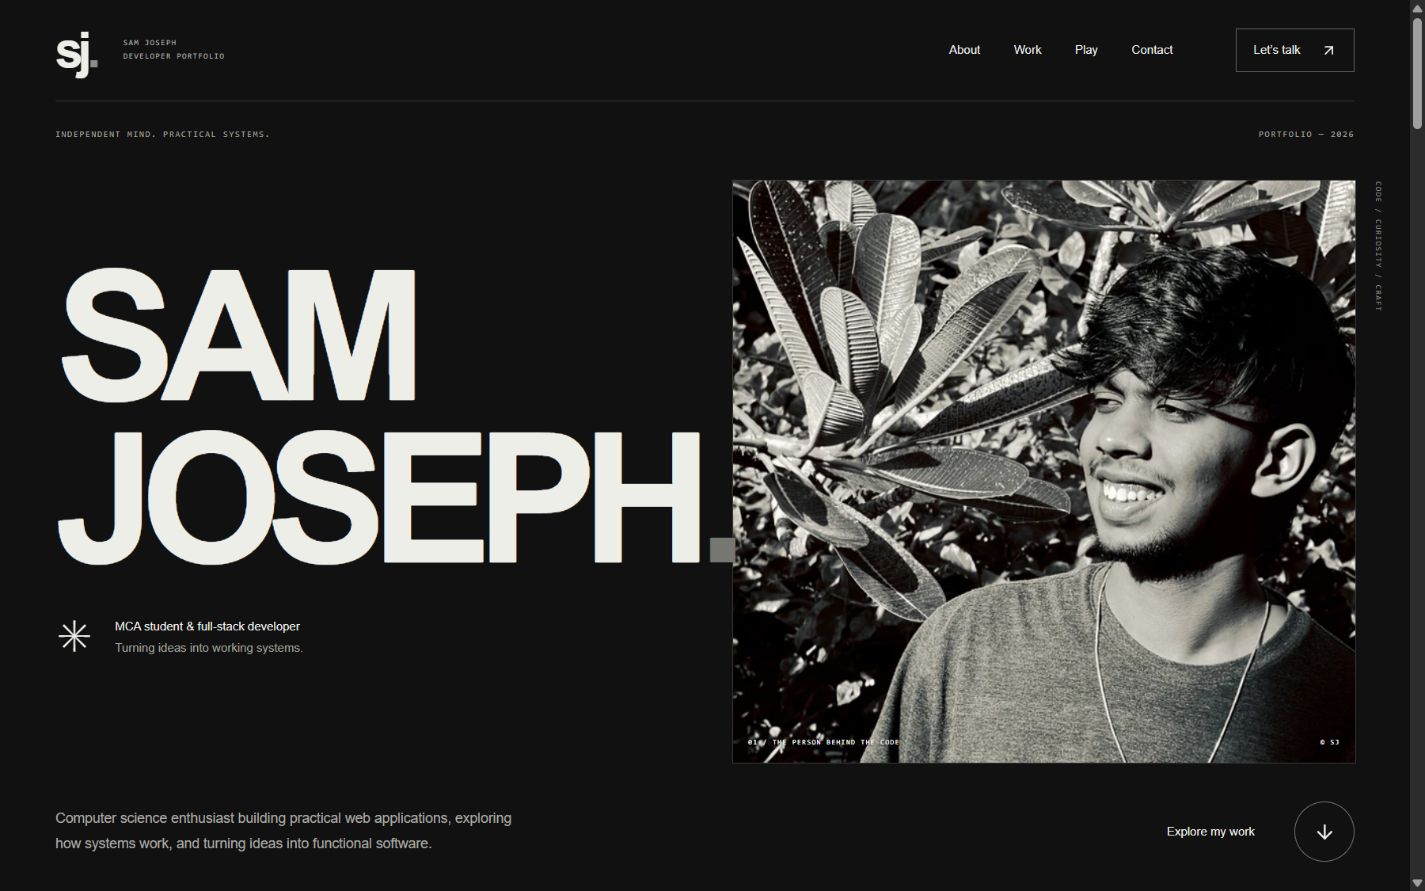 sj.
SAM JOSEPH
DEVELOPER PORTFOLIO
About
Work
Play
Contact
Let's talk
INDEPENDENT MIND. PRACTICAL SYSTEMS.
PORTFOLIO — 2026
CODE / CURIOSITY / CRAFT
SAM
JOSEPH.
MCA student & full-stack developer
Turning ideas into working systems.
01 / THE PERSON BEHIND THE CODE
© SJ
Computer science enthusiast building practical web applications, exploring
how systems work, and turning ideas into functional software.
Explore my work